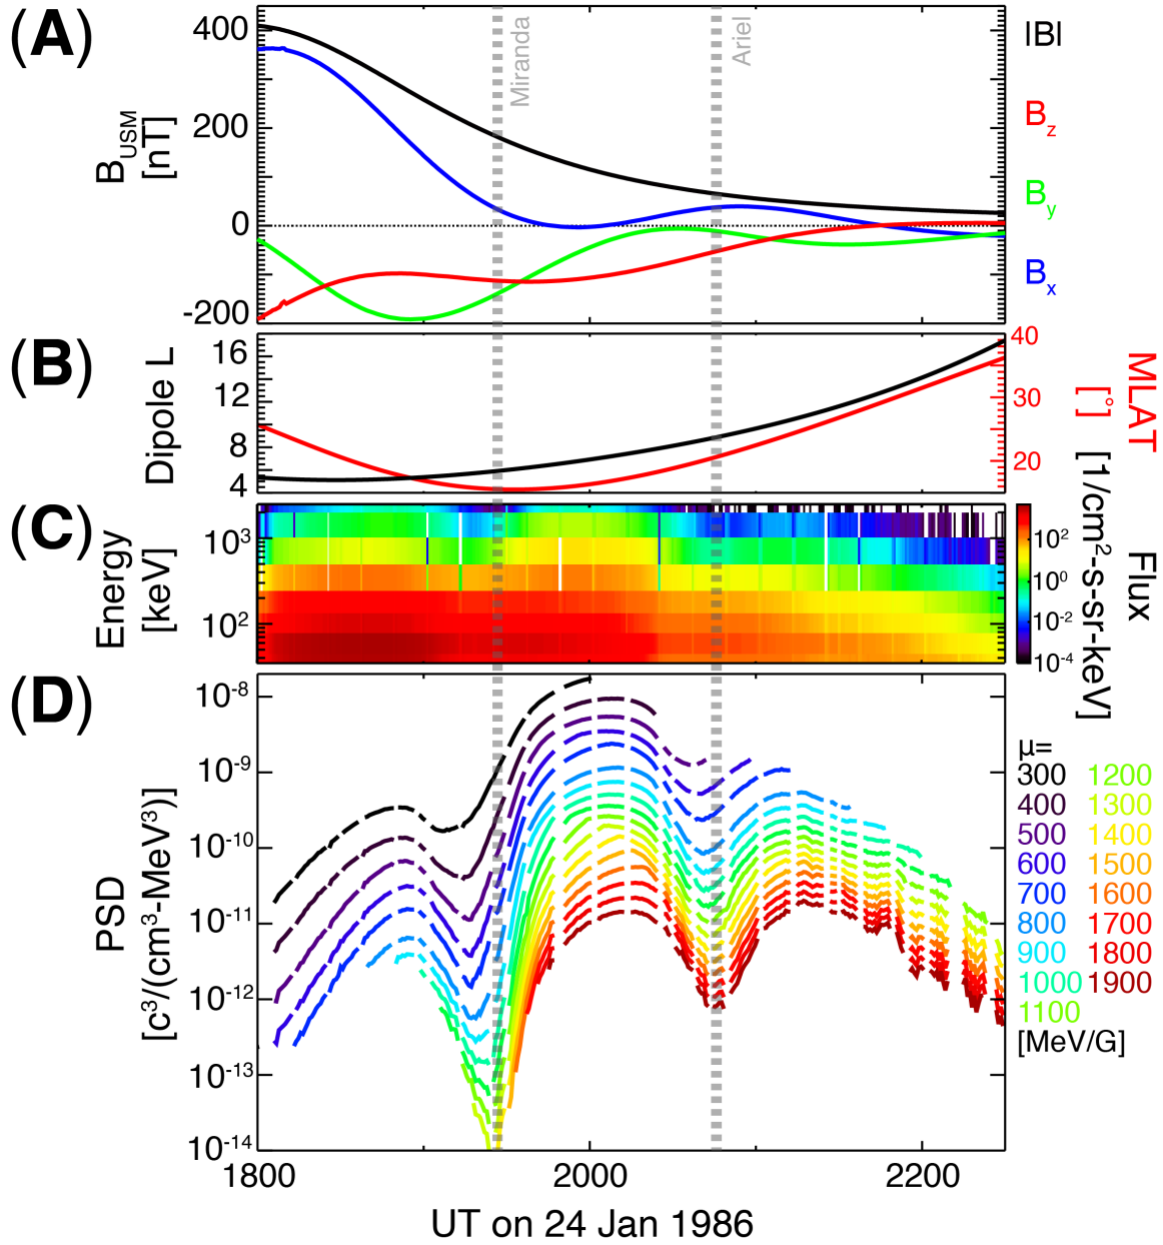 (A)
400
200
0
-200
B_USM
[nT]
Miranda
Ariel
|B|
B_z
B_y
B_x
(B)
16
12
8
4
Dipole L
40
30
20
MLAT
[°]
(C)
10^3
10^2
Energy
[keV]
10^2
10^0
10^-2
10^-4
Flux
[1/cm^2-s-sr-keV]
(D)
10^-8
10^-9
10^-10
10^-11
10^-12
10^-13
10^-14
PSD
[c^3/(cm^3-MeV^3)]
μ=
300 1200
400 1300
500 1400
600 1500
700 1600
800 1700
900 1800
1000 1900
1100
[MeV/G]
1800 2000 2200
UT on 24 Jan 1986